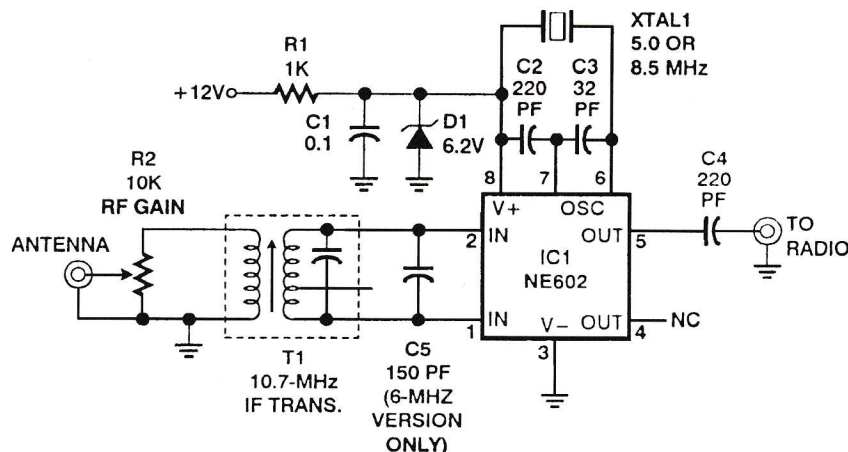 XTAL1
5.0 OR
8.5 MHz
R1
1K
C2
220
PF
C3
32
PF
+12V
C1
0.1
D1
6.2V
C4
220
PF
R2
10K
RF GAIN
8
7
6
V+
OSC
ANTENNA
2
IN
OUT
5
TO
RADIO
IC1
NE602
1
IN
V-
OUT
4
NC
3
T1
10.7-MHz
IF TRANS.
C5
150 PF
(6-MHZ
VERSION
ONLY)